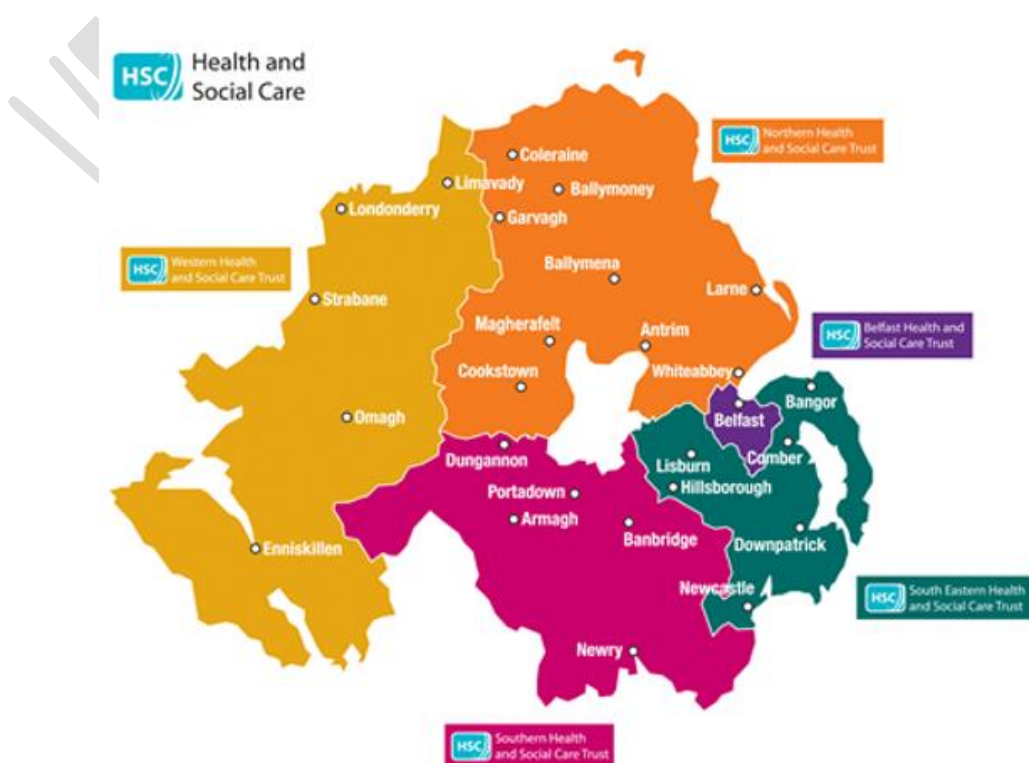 HSC Health and
Social Care
HSC Northern Health
and Social Care Trust
Coleraine
Limavady
Ballymoney
Londonderry
Garvagh
HSC Western Health
and Social Care Trust
Ballymena
Larne
Strabane
Magherafelt
Antrim
HSC Belfast Health and
Social Care Trust
Cookstown
Whiteabbey
Bangor
Omagh
Belfast
Dungannon
Lisburn
Comber
Portadown
Hillsborough
Armagh
Banbridge
Downpatrick
Enniskillen
Newcastle
HSC South Eastern Health
and Social Care Trust
Newry
HSC Southern Health
and Social Care Trust